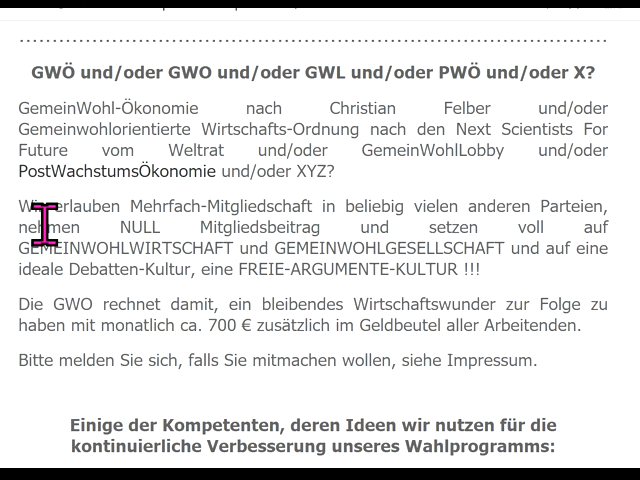 GWÖ und/oder GWO und/oder GWL und/oder PWÖ und/oder X?
GemeinWohl-Ökonomie nach Christian Felber und/oder
Gemeinwohlorientierte Wirtschafts-Ordnung nach den Next Scientists For
Future vom Weltrat und/oder GemeinWohlLobby und/oder
PostWachstumsÖkonomie und/oder XYZ?
Wir erlauben Mehrfach-Mitgliedschaft in beliebig vielen anderen Parteien,
nehmen NULL Mitgliedsbeitrag und setzen voll auf
GEMEINWOHLWIRTSCHAFT und GEMEINWOHLGESELLSCHAFT und auf eine
ideale Debatten-Kultur, eine FREIE-ARGUMENTE-KULTUR !!!
Die GWO rechnet damit, ein bleibendes Wirtschaftswunder zur Folge zu
haben mit monatlich ca. 700 € zusätzlich im Geldbeutel aller Arbeitenden.
Bitte melden Sie sich, falls Sie mitmachen wollen, siehe Impressum.
Einige der Kompetenten, deren Ideen wir nutzen für die
kontinuierliche Verbesserung unseres Wahlprogramms: